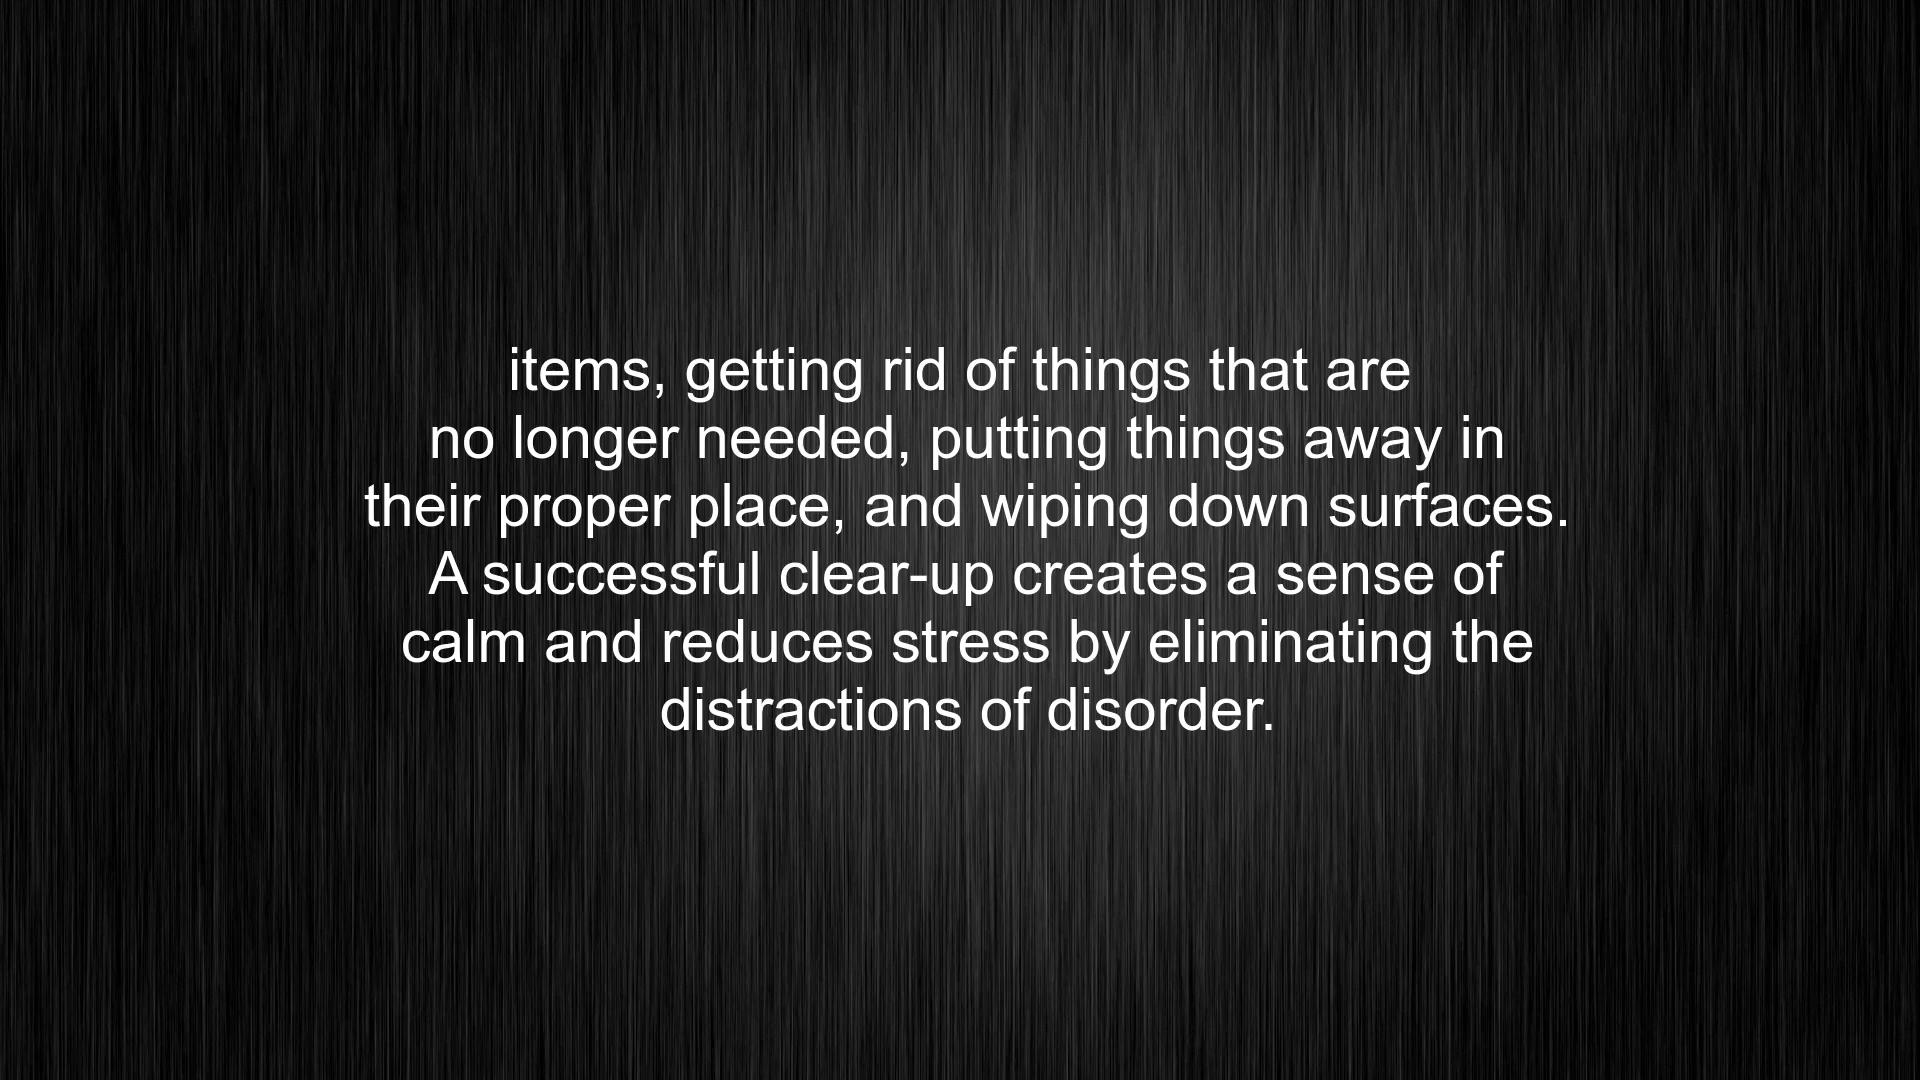 items, getting rid of things that are
no longer needed, putting things away in
their proper place, and wiping down surfaces.
A successful clear-up creates a sense of
calm and reduces stress by eliminating the
distractions of disorder.